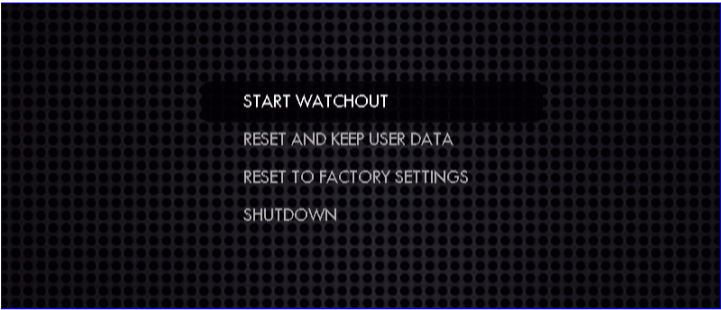 START WATCHOUT
RESET AND KEEP USER DATA
RESET TO FACTORY SETTINGS
SHUTDOWN